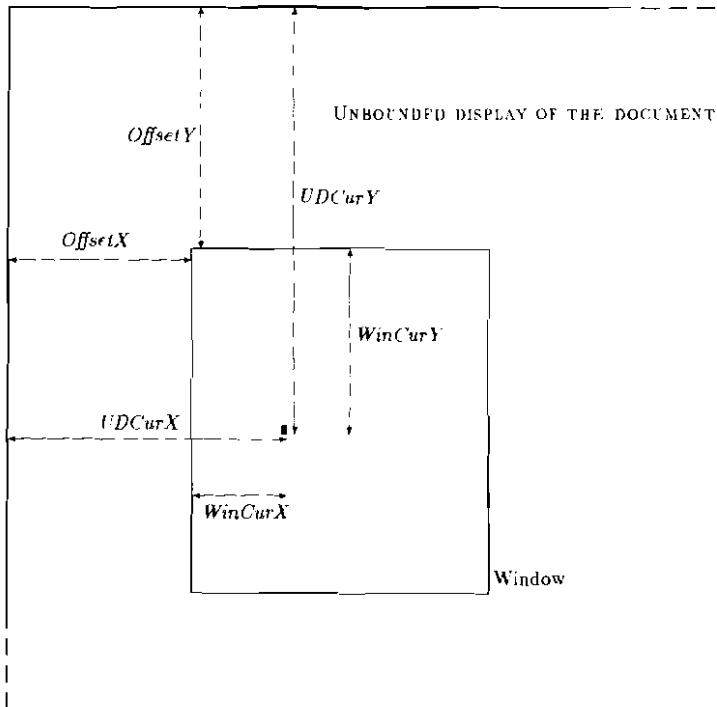 UNBOUNDED DISPLAY OF THE DOCUMENT
OffsetY
UDCurY
OffsetX
WinCurY
UDCurX
WinCurX
Window